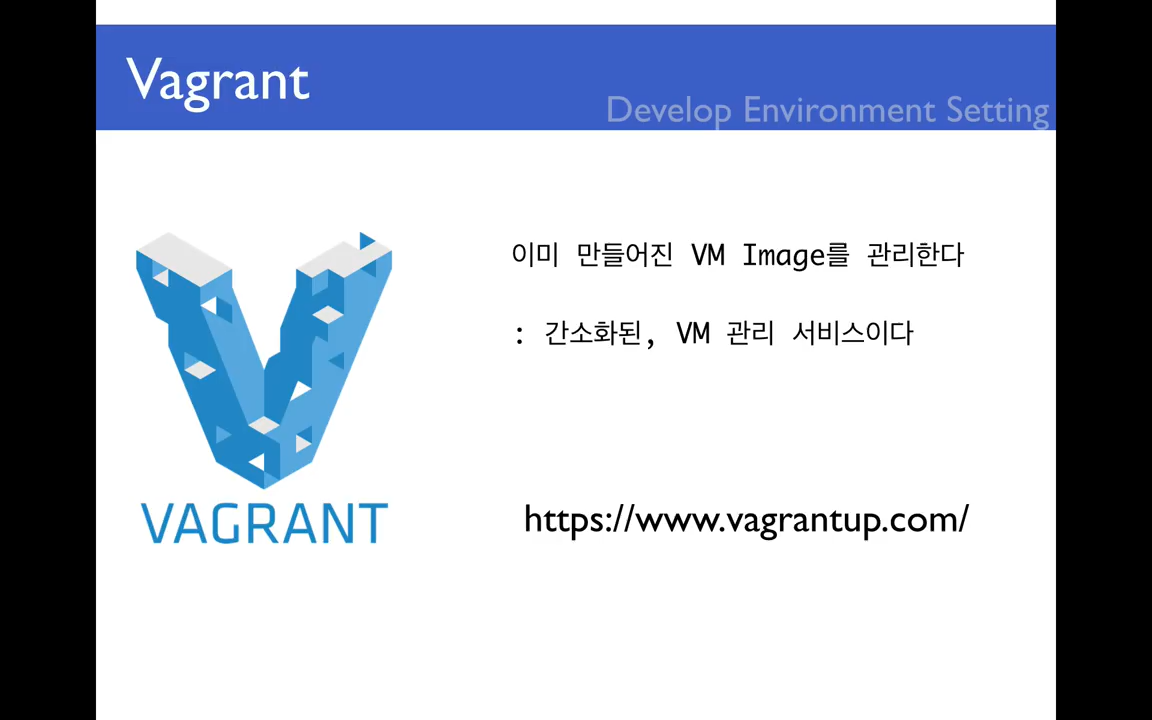 Vagrant
Develop Environment Setting
이미 만들어진 VM Image를 관리한다
: 간소화된, VM 관리 서비스이다
VAGRANT
https://www.vagrantup.com/